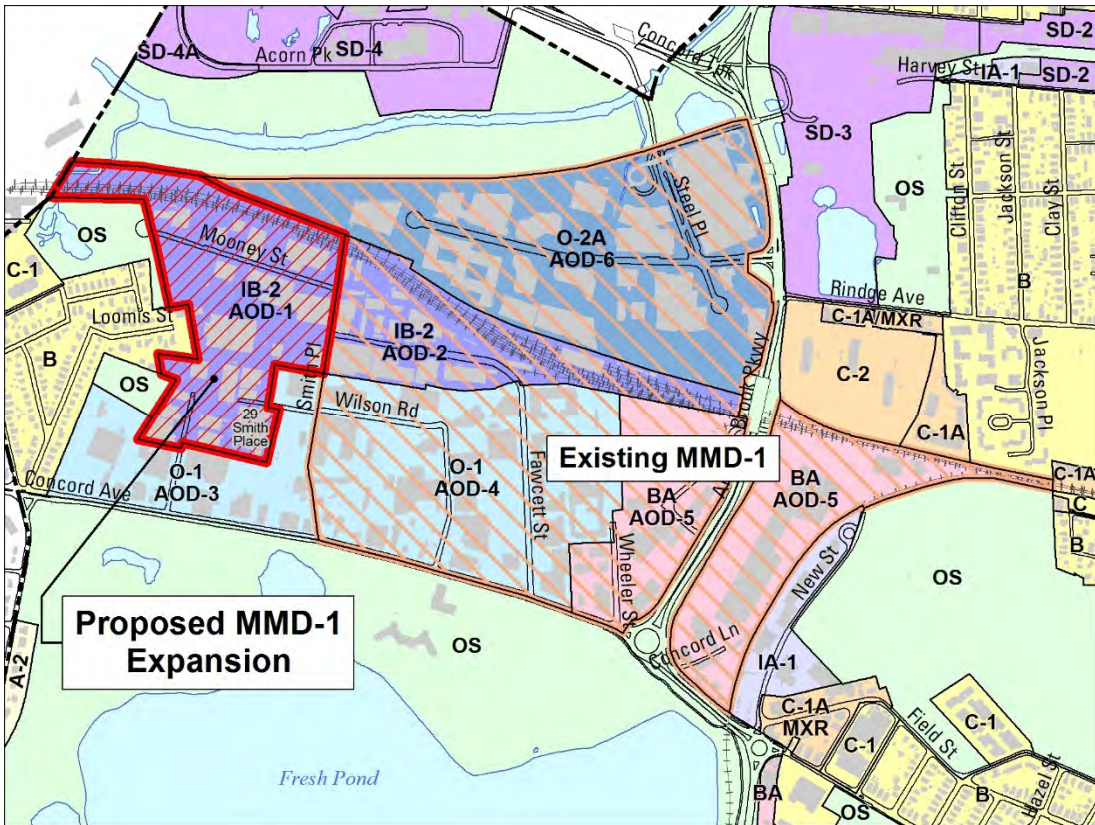 SD-4A
Acorn Pk
SD-4
Concord Tpk
SD-2
Harvey St
IA-1
SD-2
SD-3
OS
Clifton St
Jackson St
Clay St
B
Steel Pl
O-2A
AOD-6
OS
Mooney St
C-1
IB-2
AOD-1
Loomis St
B
IB-2
AOD-2
Rindge Ave
C-1A/MXR
C-2
Jackson Pl
OS
Smith Pl
Wilson Rd
29
Smith
Place
Brook Pkwy
C-1A
Existing MMD-1
O-1
AOD-3
Concord Ave
O-1
AOD-4
Fawcett St
BA
AOD-5
BA
AOD-5
C-1A
C
B
Wheeler St
New St
OS
Proposed MMD-1
Expansion
OS
Concord Ln
IA-1
A-2
C-1A
MXR
C-1
C-1
Field St
Fresh Pond
BA
OS
B
Hazel St